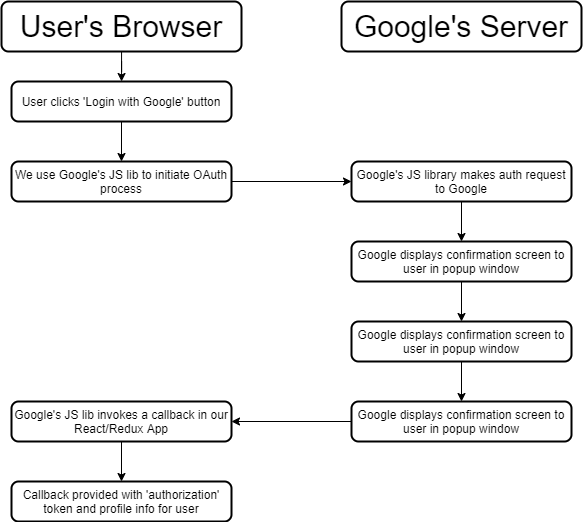 User's Browser
Google's Server
User clicks 'Login with Google' button
We use Google's JS lib to initiate OAuth
process
Google's JS library makes auth request
to Google
Google displays confirmation screen to
user in popup window
Google displays confirmation screen to
user in popup window
Google displays confirmation screen to
user in popup window
Google's JS lib invokes a callback in our
React/Redux App
Callback provided with 'authorization'
token and profile info for user